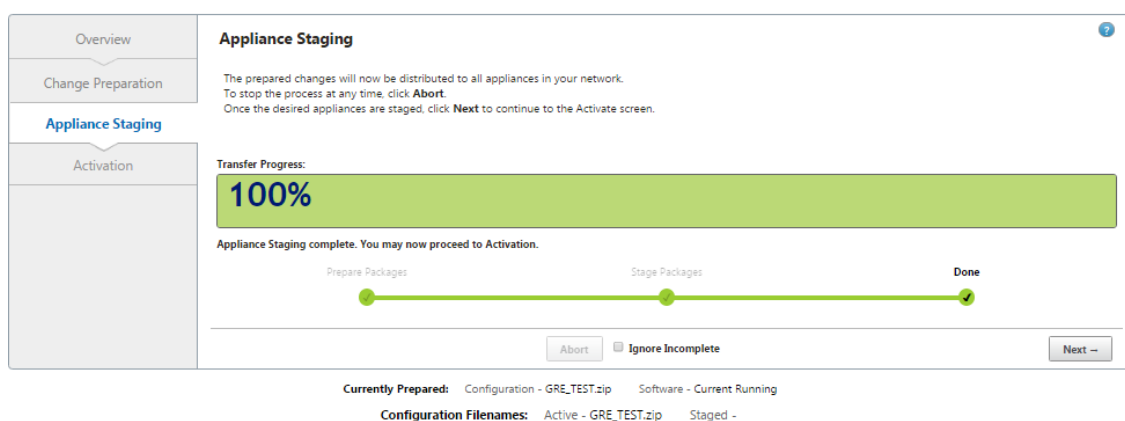 Overview
Change Preparation
Appliance Staging
Activation
Appliance Staging
?
The prepared changes will now be distributed to all appliances in your network.
To stop the process at any time, click Abort.
Once the desired appliances are staged, click Next to continue to the Activate screen.
Transfer Progress:
100%
Appliance Staging complete. You may now proceed to Activation.
Prepare Packages Stage Packages Done
Abort Ignore Incomplete Next →
Currently Prepared: Configuration - GRE_TEST.zip Software - Current Running
Configuration Filenames: Active - GRE_TEST.zip Staged -